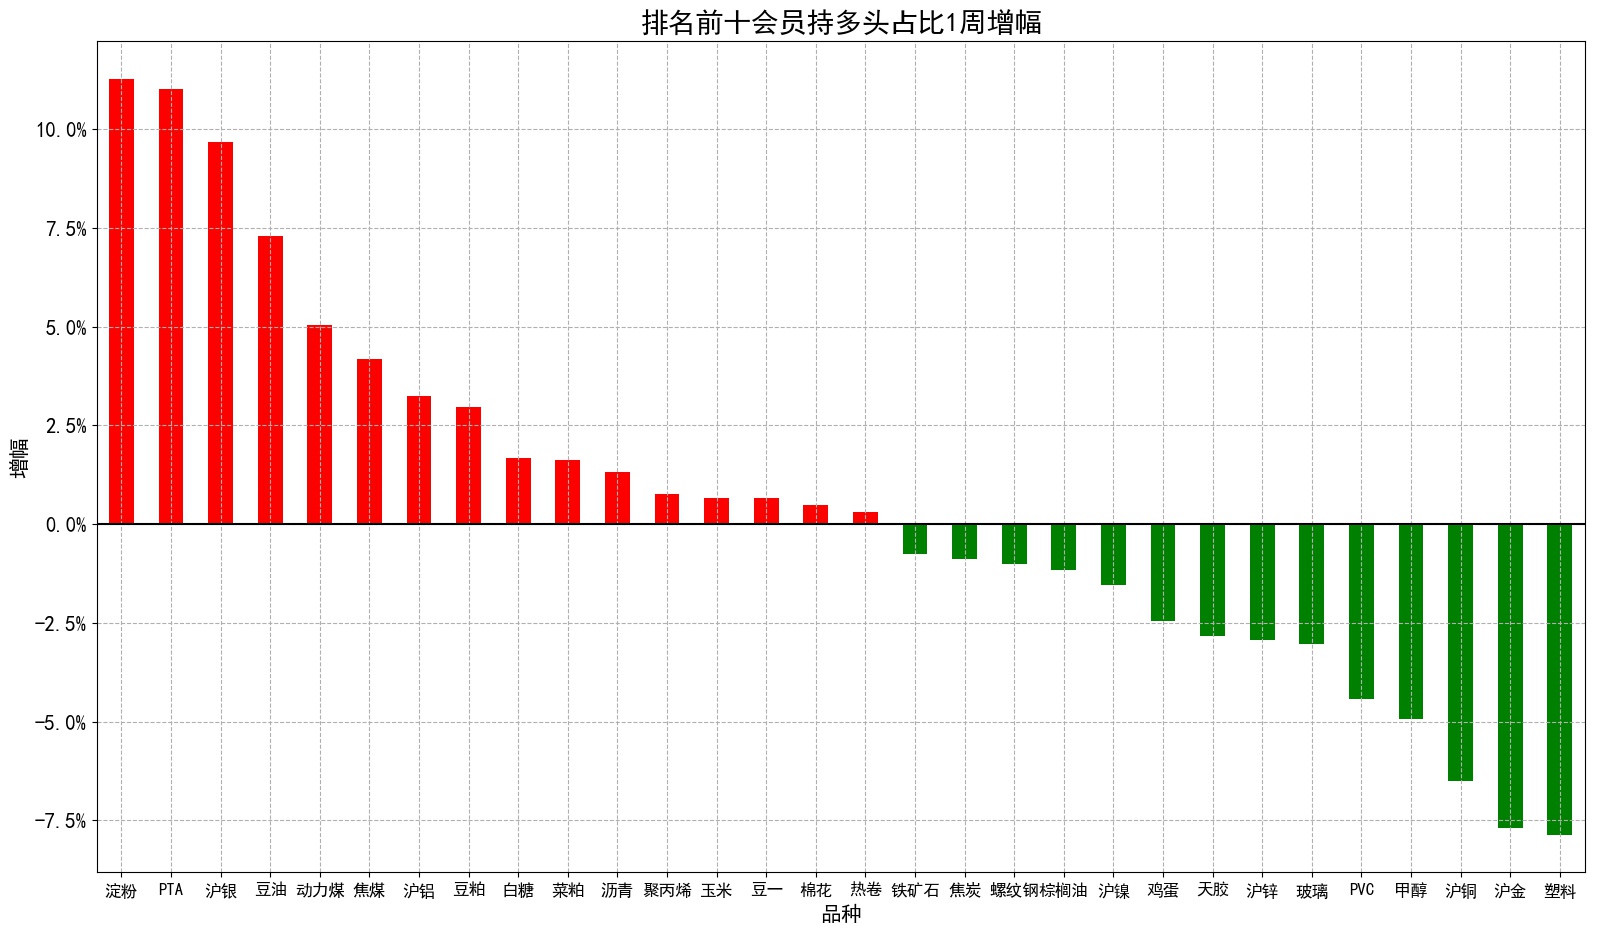 排名前十会员持多头占比1周增幅
增幅
10.0%
7.5%
5.0%
2.5%
0.0%
-2.5%
-5.0%
-7.5%
淀粉 PTA 沪银 豆油 动力煤 焦煤 沪铝 豆粕 白糖 菜粕 沥青 聚丙烯 玉米 豆一 棉花 热卷 铁矿石 焦炭 螺纹钢 棕榈油 沪镍 鸡蛋 天胶 沪锌 玻璃 PVC 甲醇 沪铜 沪金 塑料
品种